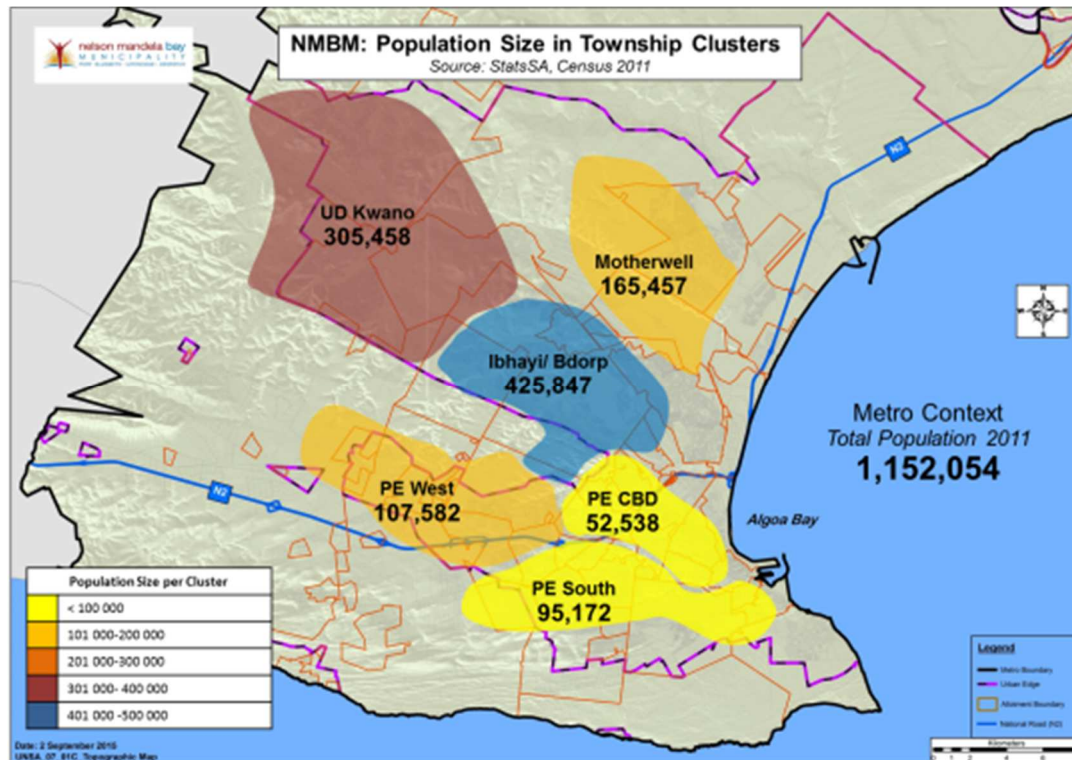 nelson mandela bay
MUNICIPALITY
NMBM: Population Size in Township Clusters
Source: StatsSA, Census 2011
N2
UD Kwano
305,458
Motherwell
165,457
Ibhayi/ Bdorp
425,847
Metro Context
Total Population 2011
1,152,054
PE West
107,582
N2
PE CBD
52,538
Algoa Bay
PE South
95,172
Population Size per Cluster
< 100 000
101 000-200 000
201 000-300 000
301 000- 400 000
401 000 -500 000
Legend
Metro Boundary
Urban Edge
Allotment Boundary
National Road (N2)
Kilometers
Date: 2 September 2015